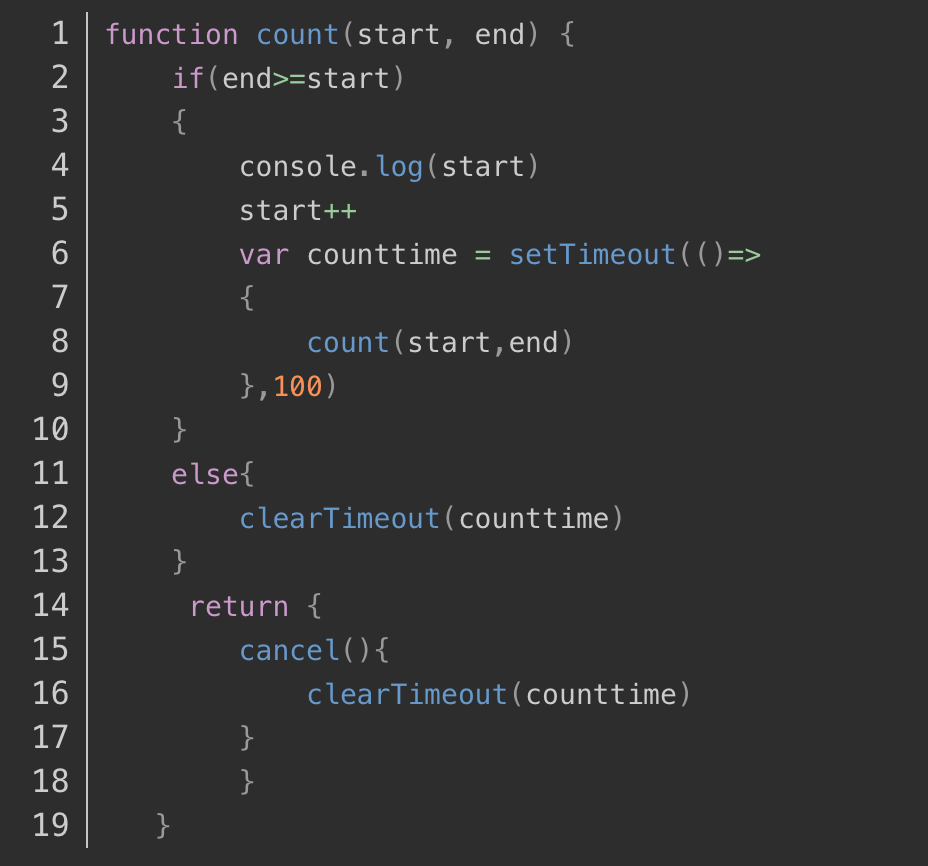 1 function count(start, end) {
2     if(end>=start)
3     {
4         console.log(start)
5         start++
6         var counttime = setTimeout(()=>
7         {
8             count(start,end)
9         },100)
10     }
11     else{
12         clearTimeout(counttime)
13     }
14      return {
15         cancel(){
16             clearTimeout(counttime)
17         }
18         }
19    }